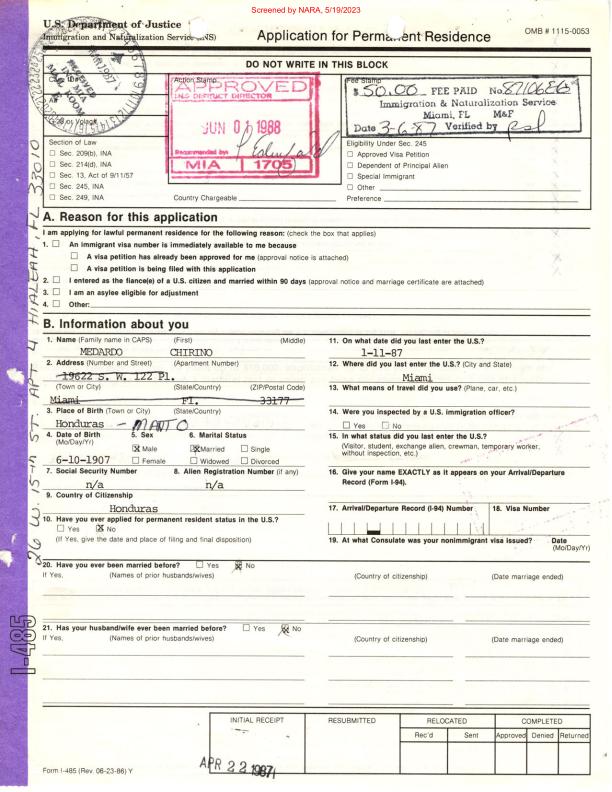 Screened by NARA, 5/19/2023
U.S. Department of Justice
Immigration and Naturalization Service (INS)
Application for Permanent Residence
OMB # 1115-0053
DO NOT WRITE IN THIS BLOCK
RECEIVED
INS MIA
MAIL ROOM
Action Stamp
APPROVED
INS DISTRICT DIRECTOR
JUN 01 1988
Recommended by:
MIA 1705
Fee Stamp
$ 50.00 FEE PAID No.
Immigration & Naturalization Service
Miami, FL M&F
Date 3-6-87 Verified by
Section of Law
☐ Sec. 209(b), INA
☐ Sec. 214(d), INA
☐ Sec. 13, Act of 9/11/57
☐ Sec. 245, INA
☐ Sec. 249, INA
Country Chargeable
Eligibility Under Sec. 245
☐ Approved Visa Petition
☐ Dependent of Principal Alien
☐ Special Immigrant
☐ Other
Preference
A. Reason for this application
I am applying for lawful permanent residence for the following reason: (check the box that applies)
1. ☐ An immigrant visa number is immediately available to me because
☐ A visa petition has already been approved for me (approval notice is attached)
☐ A visa petition is being filed with this application
2. ☐ I entered as the fiance(e) of a U.S. citizen and married within 90 days (approval notice and marriage certificate are attached)
3. ☐ I am an asylee eligible for adjustment
4. ☐ Other:
B. Information about you
1. Name (Family name in CAPS) (First) (Middle)
MEDARDO CHIRINO
2. Address (Number and Street) (Apartment Number)
19622 S. W. 122 Pl.
(Town or City) (State/Country) (ZIP/Postal Code)
Miami Fl. 33177
3. Place of Birth (Town or City) (State/Country)
Honduras - MANTO
4. Date of Birth (Mo/Day/Yr) 5. Sex 6. Marital Status
☒ Male ☒ Married ☐ Single
6-10-1907 ☐ Female ☐ Widowed ☐ Divorced
7. Social Security Number 8. Alien Registration Number (if any)
n/a n/a
9. Country of Citizenship
Honduras
10. Have you ever applied for permanent resident status in the U.S.?
☐ Yes ☒ No
(If Yes, give the date and place of filing and final disposition)
11. On what date did you last enter the U.S.?
1-11-87
12. Where did you last enter the U.S.? (City and State)
Miami
13. What means of travel did you use? (Plane, car, etc.)
14. Were you inspected by a U.S. immigration officer?
☐ Yes ☐ No
15. In what status did you last enter the U.S.?
(Visitor, student, exchange alien, crewman, temporary worker,
without inspection, etc.)
16. Give your name EXACTLY as it appears on your Arrival/Departure
Record (Form I-94).
17. Arrival/Departure Record (I-94) Number 18. Visa Number
19. At what Consulate was your nonimmigrant visa issued? Date
(Mo/Day/Yr)
20. Have you ever been married before? ☐ Yes ☒ No
If Yes, (Names of prior husbands/wives) (Country of citizenship) (Date marriage ended)
21. Has your husband/wife ever been married before? ☐ Yes ☒ No
If Yes, (Names of prior husbands/wives) (Country of citizenship) (Date marriage ended)
INITIAL RECEIPT RESUBMITTED RELOCATED COMPLETED
Rec'd Sent Approved Denied Returned
APR 22 1987
Form I-485 (Rev. 06-23-86) Y
I-485
26 W. 15th ST. APT 4 HIALEAH, FL 33010